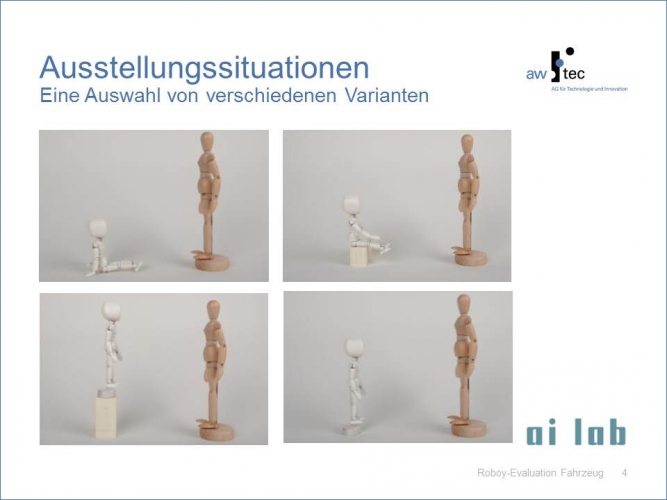 Ausstellungssituationen
Eine Auswahl von verschiedenen Varianten
aw tec
AG für Technologie und Innovation
ai lab
Roboy-Evaluation Fahrzeug 4